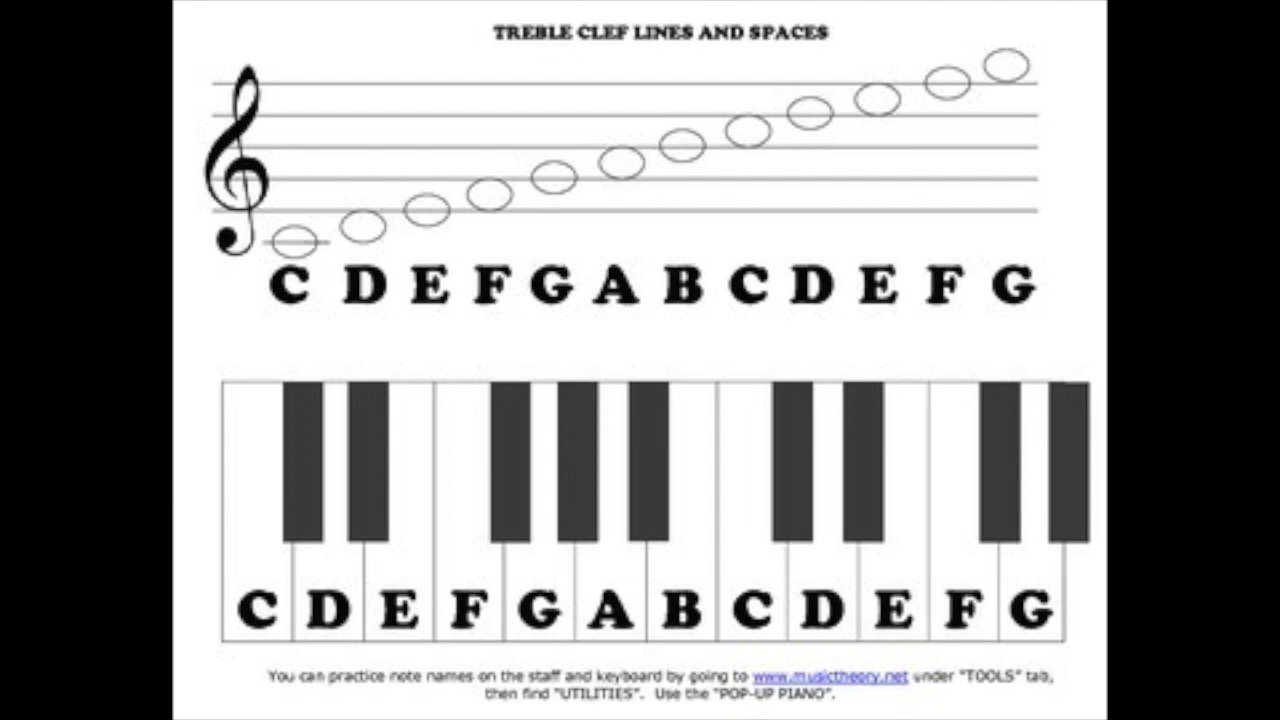 TREBLE CLEF LINES AND SPACES
C D E F G A B C D E F G
C D E F G A B C D E F G
You can practice note names on the staff and keyboard by going to www.musictheory.net under "TOOLS" tab,
then find "UTILITIES". Use the "POP-UP PIANO".